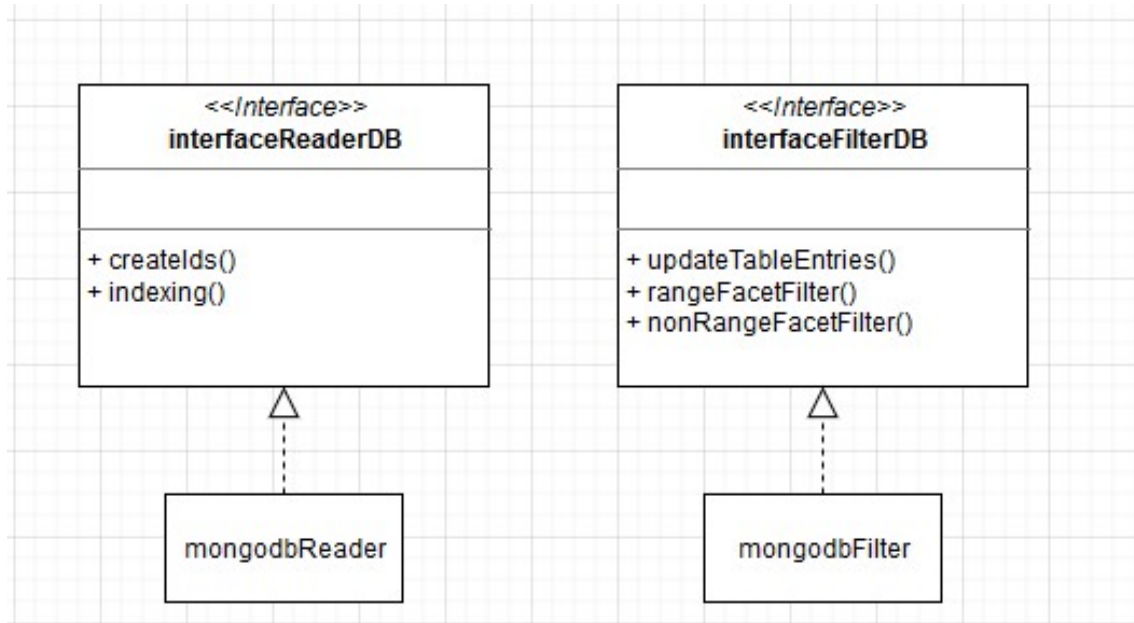 <<Interface>>
interfaceReaderDB
+ createIds()
+ indexing()
mongodbReader
<<Interface>>
interfaceFilterDB
+ updateTableEntries()
+ rangeFacetFilter()
+ nonRangeFacetFilter()
mongodbFilter